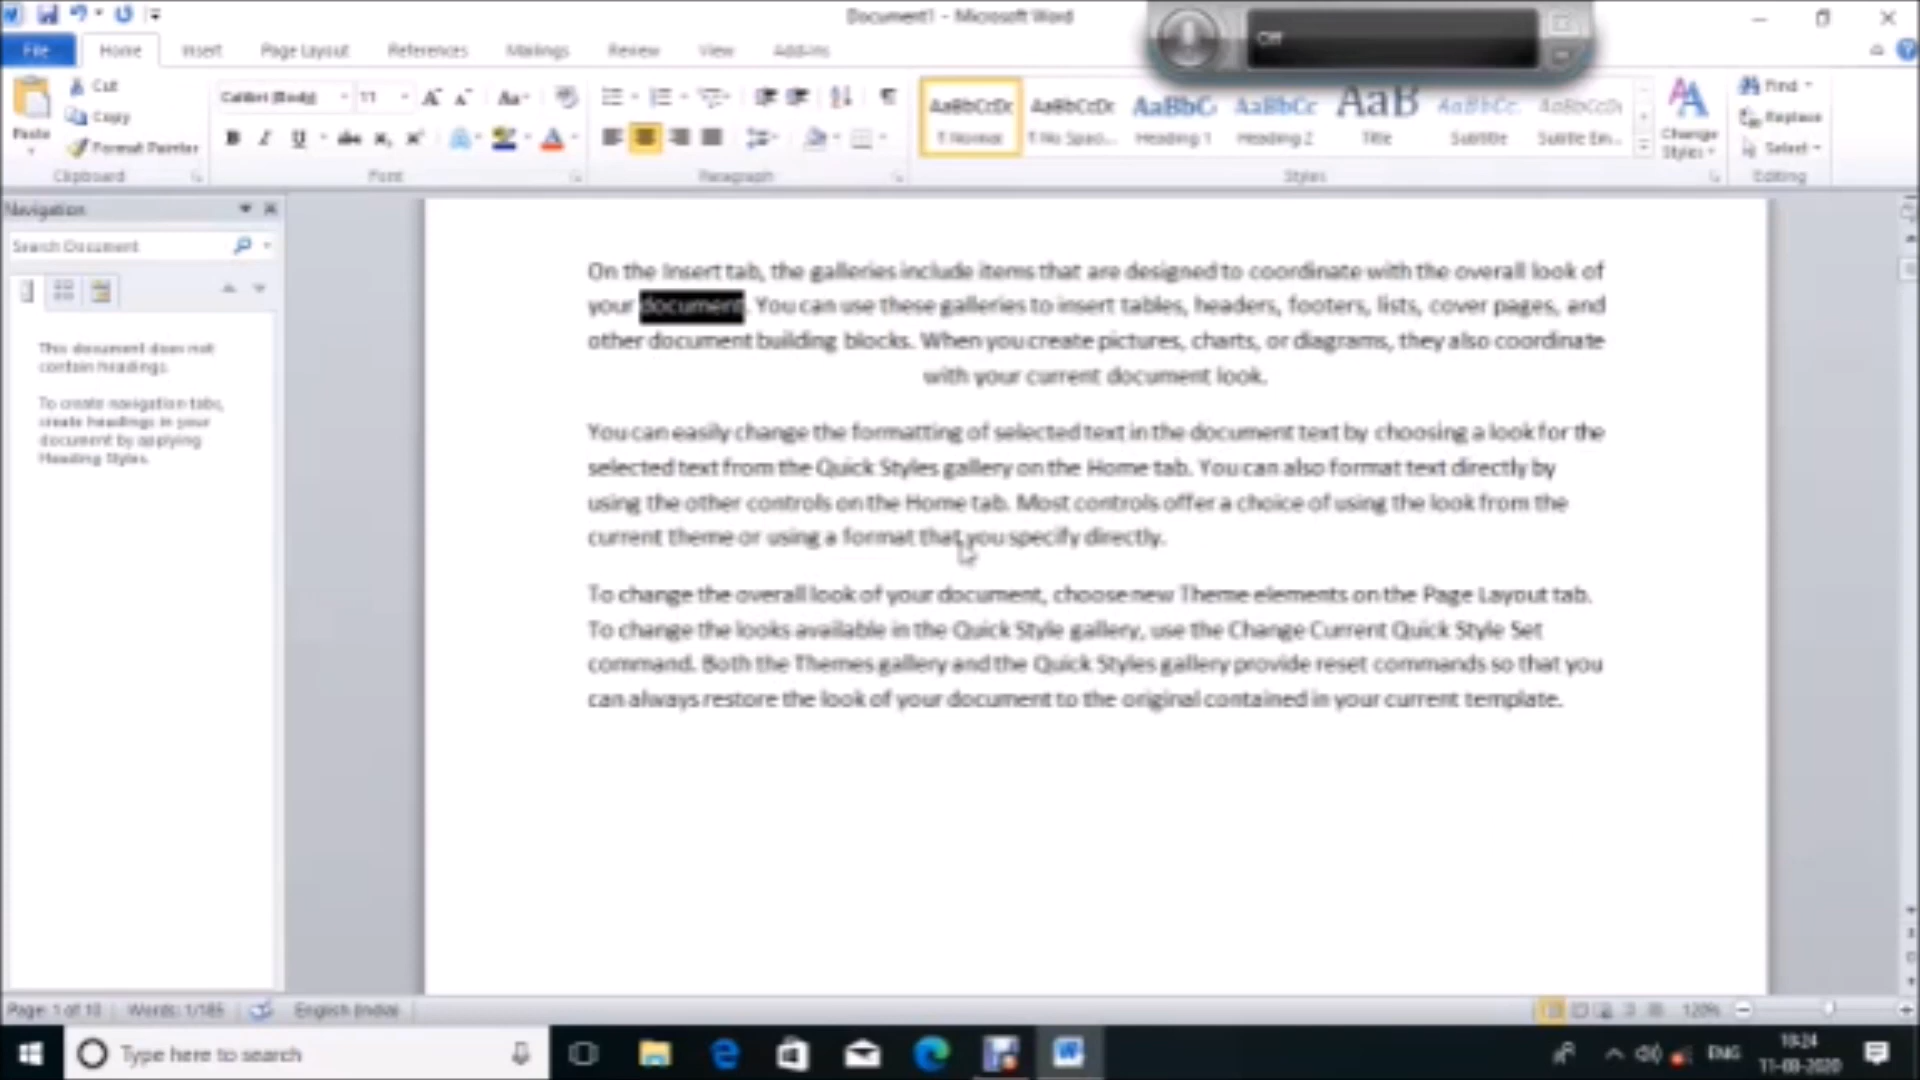 Document1 - Microsoft Word
Off
File Home Insert Page Layout References Mailings Review View Add-Ins
Cut
Copy
Format Painter
Paste
Clipboard
Calibri (Body) 11
B I U abc
Font
Paragraph
AaBbCcDc AaBbCcDc AaBbC AaBbCc AaB AaBbCc. AaBbCcDi
¶ Normal ¶ No Spaci... Heading 1 Heading 2 Title Subtitle Subtle Em...
Change
Styles
Styles
Find
Replace
Select
Editing
Navigation
Search Document
This document does not
contain headings.
To create navigation tabs,
create headings in your
document by applying
Heading Styles.
On the Insert tab, the galleries include items that are designed to coordinate with the overall look of
your document. You can use these galleries to insert tables, headers, footers, lists, cover pages, and
other document building blocks. When you create pictures, charts, or diagrams, they also coordinate
with your current document look.
You can easily change the formatting of selected text in the document text by choosing a look for the
selected text from the Quick Styles gallery on the Home tab. You can also format text directly by
using the other controls on the Home tab. Most controls offer a choice of using the look from the
current theme or using a format that you specify directly.
To change the overall look of your document, choose new Theme elements on the Page Layout tab.
To change the looks available in the Quick Style gallery, use the Change Current Quick Style Set
command. Both the Themes gallery and the Quick Styles gallery provide reset commands so that you
can always restore the look of your document to the original contained in your current template.
Page: 1 of 10 Words: 1/185 English (India) 120%
Type here to search
ENG
18:24
11-08-2020